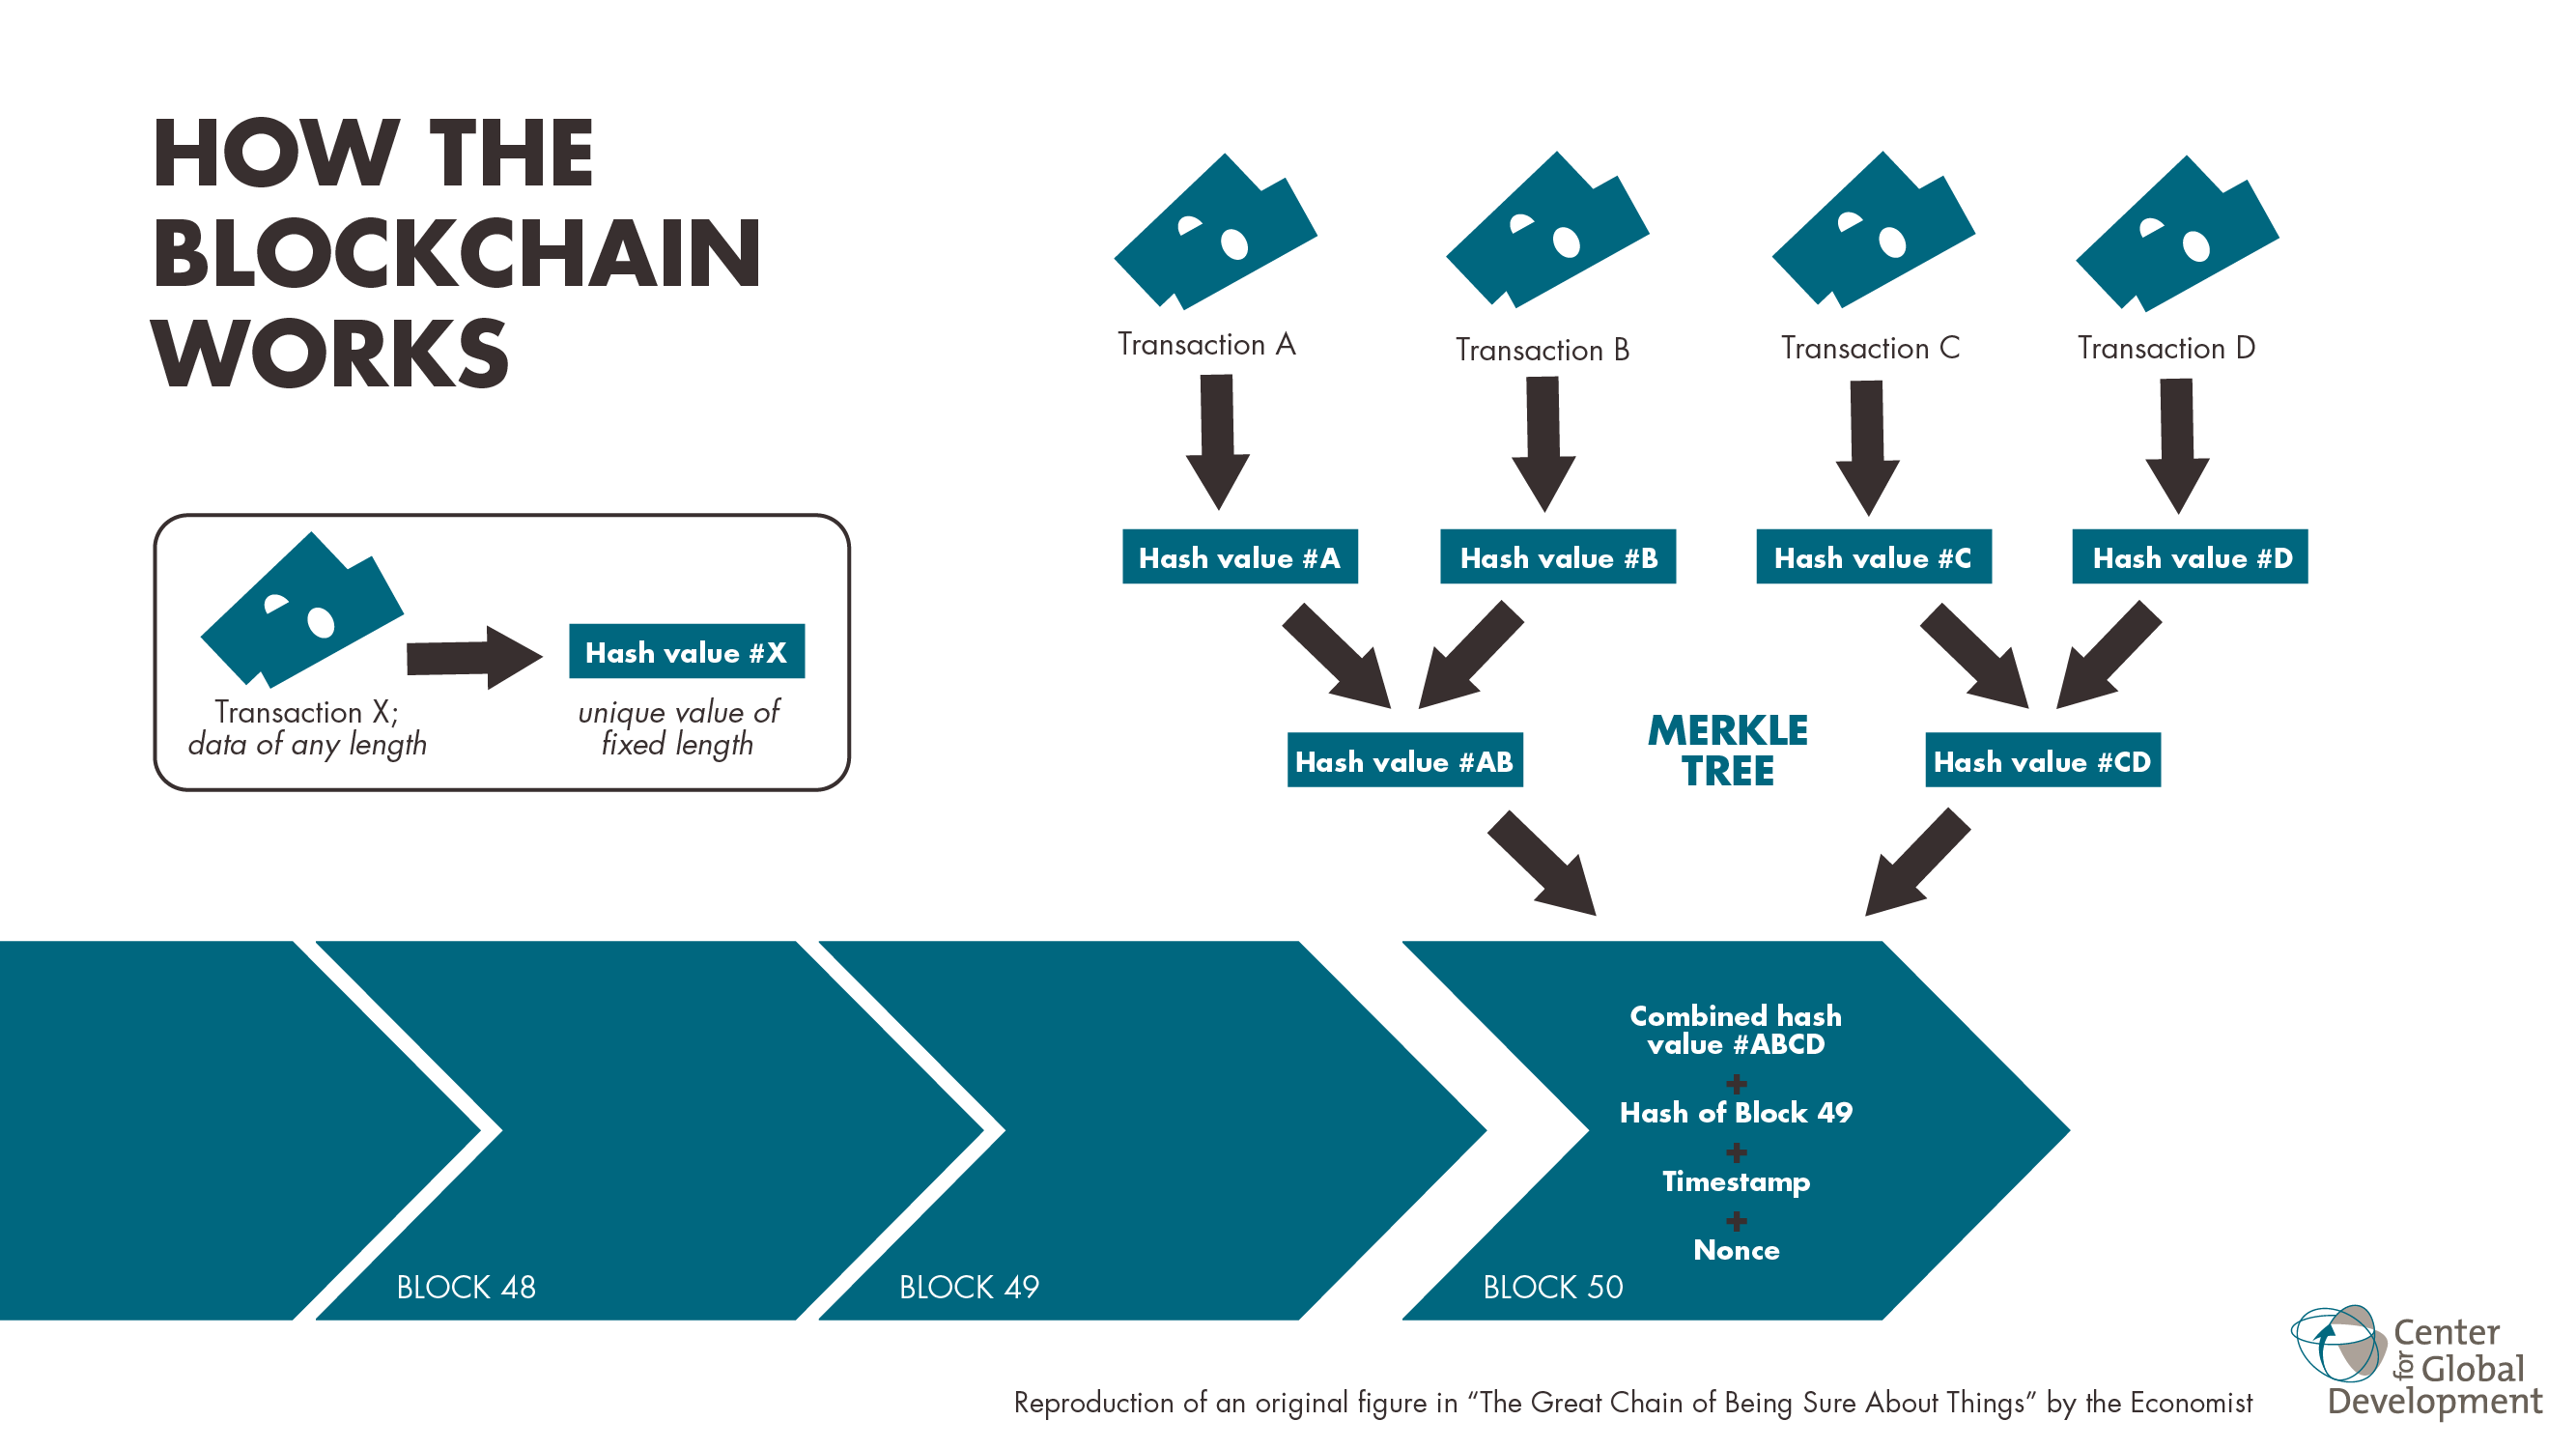 HOW THE
BLOCKCHAIN
WORKS
Transaction A
Transaction B
Transaction C
Transaction D
Hash value #A
Hash value #B
Hash value #C
Hash value #D
Hash value #X
Transaction X;
data of any length
unique value of
fixed length
Hash value #AB
MERKLE
TREE
Hash value #CD
Combined hash
value #ABCD
+
Hash of Block 49
+
Timestamp
+
Nonce
BLOCK 48
BLOCK 49
BLOCK 50
Reproduction of an original figure in “The Great Chain of Being Sure About Things” by the Economist
Center
for Global
Development